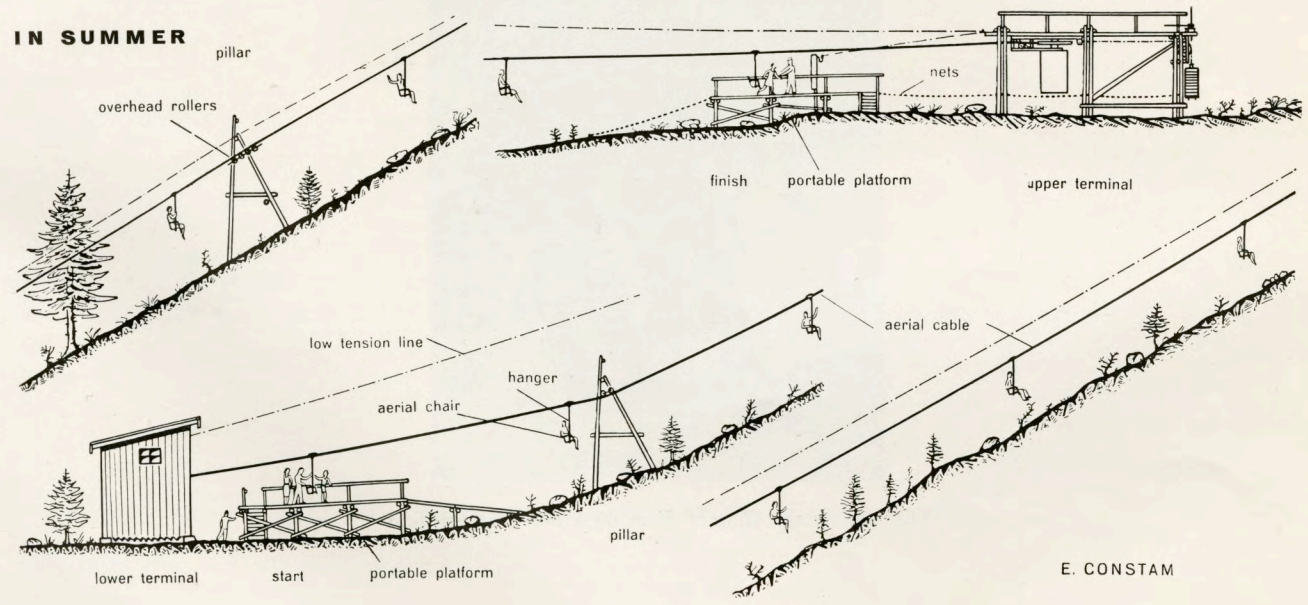 IN SUMMER
pillar
overhead rollers
nets
finish
portable platform
upper terminal
low tension line
hanger
aerial chair
aerial cable
pillar
lower terminal
start
portable platform
E. CONSTAM